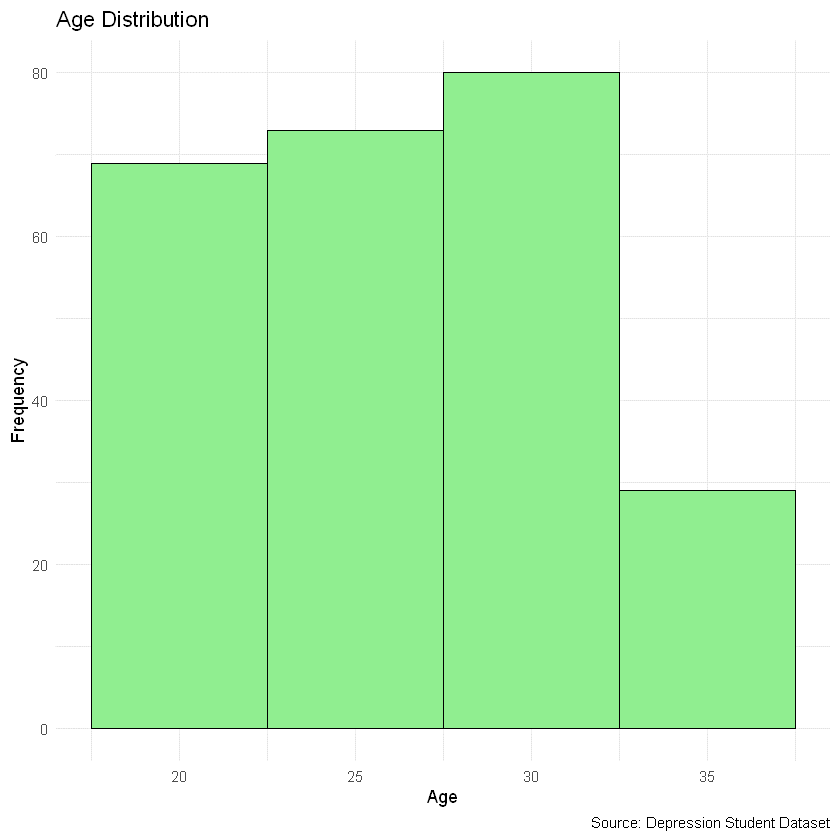 Age Distribution
80
60
40
20
0
Frequency
20 25 30 35
Age
Source: Depression Student Dataset